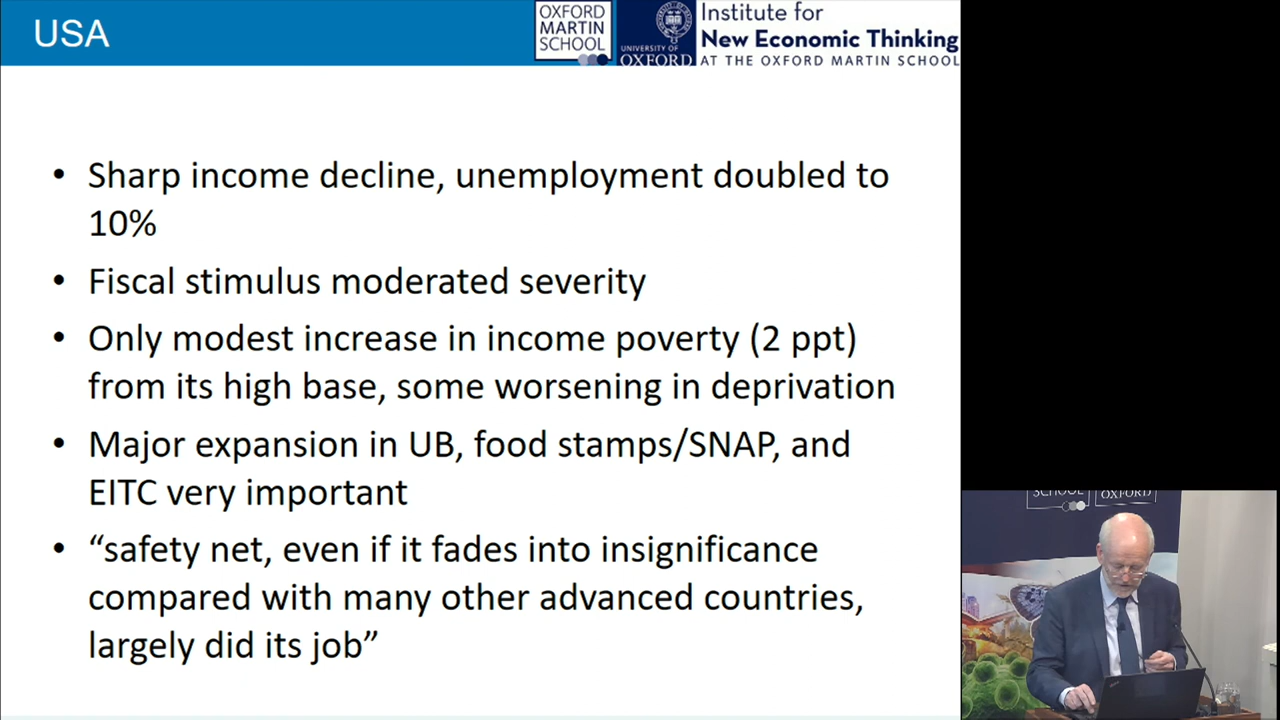 USA
OXFORD
MARTIN
SCHOOL
UNIVERSITY OF
OXFORD
Institute for
New Economic Thinking
AT THE OXFORD MARTIN SCHOOL
• Sharp income decline, unemployment doubled to
10%
• Fiscal stimulus moderated severity
• Only modest increase in income poverty (2 ppt)
from its high base, some worsening in deprivation
• Major expansion in UB, food stamps/SNAP, and
EITC very important
• “safety net, even if it fades into insignificance
compared with many other advanced countries,
largely did its job”
SCHOOL
OXFORD